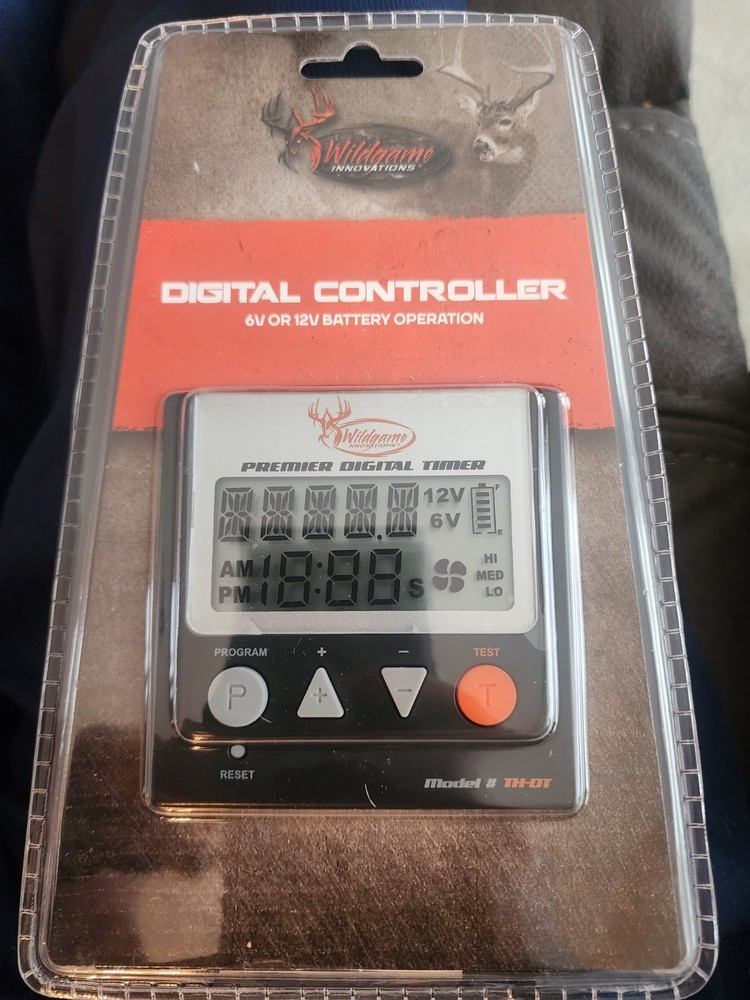 Wildgame
INNOVATIONS
DIGITAL CONTROLLER
6V OR 12V BATTERY OPERATION
Wildgame
INNOVATIONS
PREMIER DIGITAL TIMER
12V
6V
F
E
AM
PM
18:88 S
HI
MED
LO
PROGRAM + − TEST
P + − T
RESET
Model # TH-DT